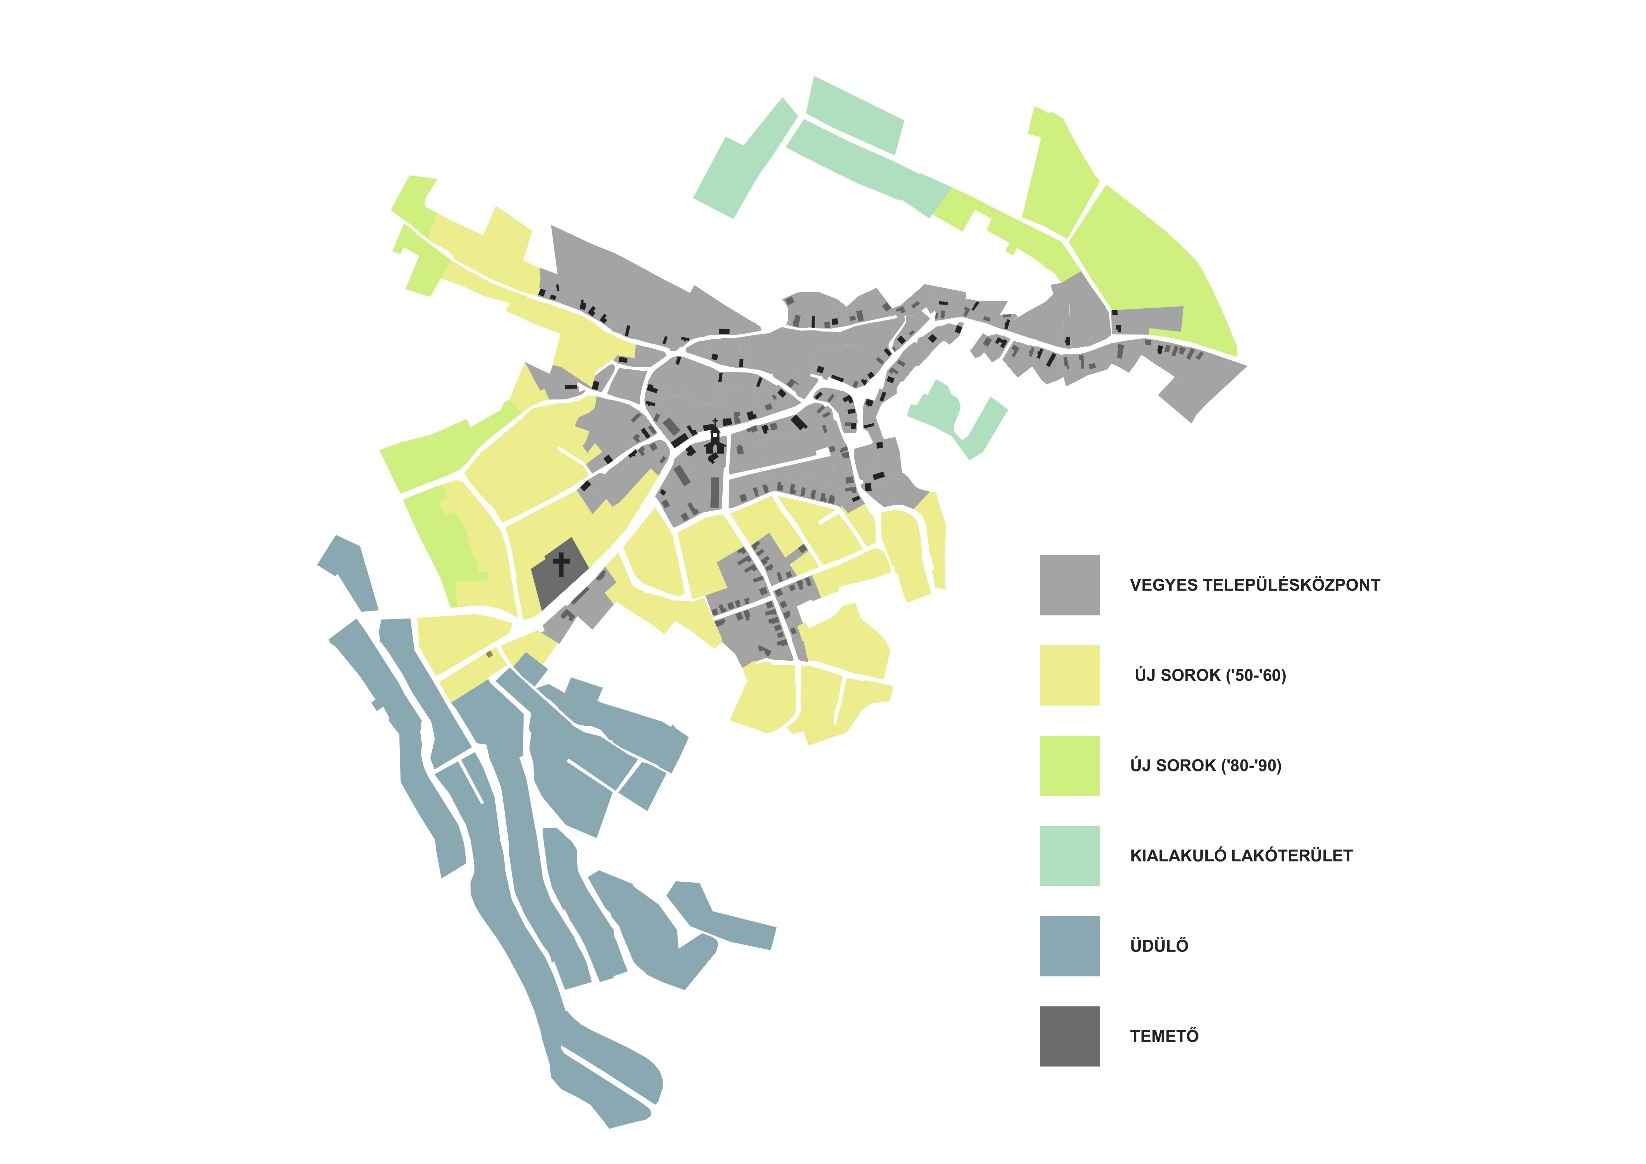 VEGYES TELEPÜLÉSKÖZPONT
ÚJ SOROK ('50-'60)
ÚJ SOROK ('80-'90)
KIALAKULÓ LAKÓTERÜLET
ÜDÜLŐ
TEMETŐ